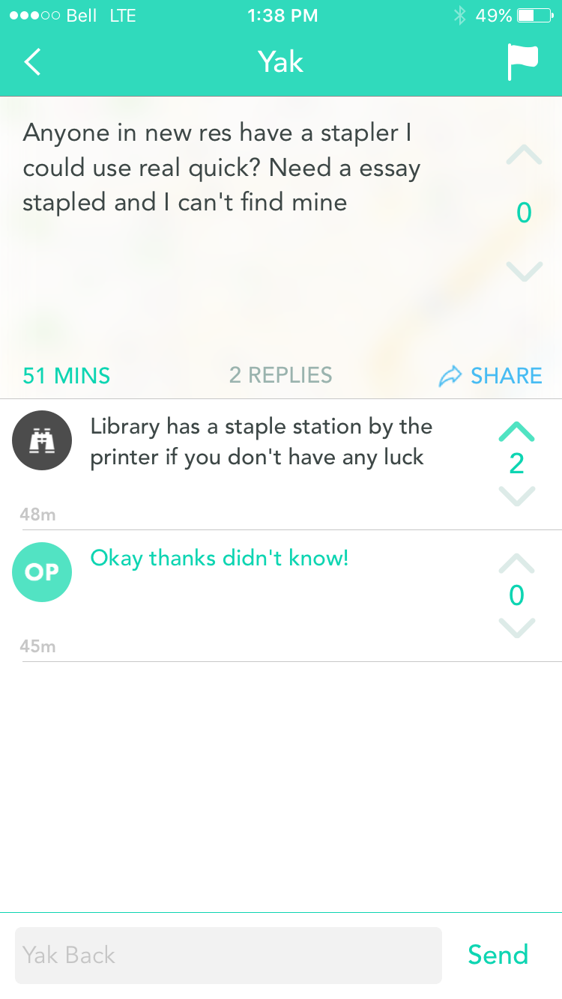 Bell LTE 1:38 PM 49%
Yak
Anyone in new res have a stapler I
could use real quick? Need a essay
stapled and I can't find mine
0
51 MINS 2 REPLIES SHARE
Library has a staple station by the
printer if you don't have any luck
2
48m
OP Okay thanks didn't know!
0
45m
Yak Back Send